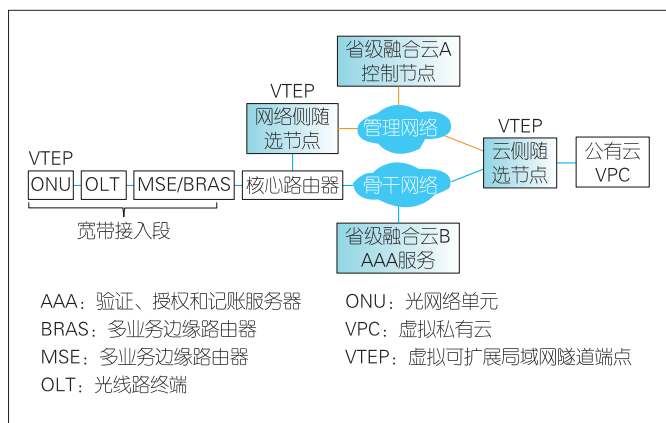 省级融合云A
控制节点
VTEP
网络侧随
选节点
管理网络
VTEP
云侧随
选节点
公有云
VPC
VTEP
ONU
OLT
MSE/BRAS
核心路由器
骨干网络
宽带接入段
省级融合云B
AAA服务
AAA：验证、授权和记账服务器
BRAS：多业务边缘路由器
MSE：多业务边缘路由器
OLT：光线路终端
ONU：光网络单元
VPC：虚拟私有云
VTEP：虚拟可扩展局域网隧道端点